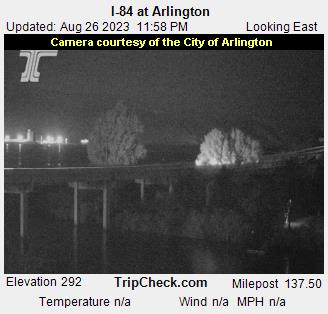 I-84 at Arlington
Updated: Aug 26 2023 11:58 PM Looking East
Camera courtesy of the City of Arlington
Elevation 292 TripCheck.com Milepost 137.50
Temperature n/a Wind n/a MPH n/a